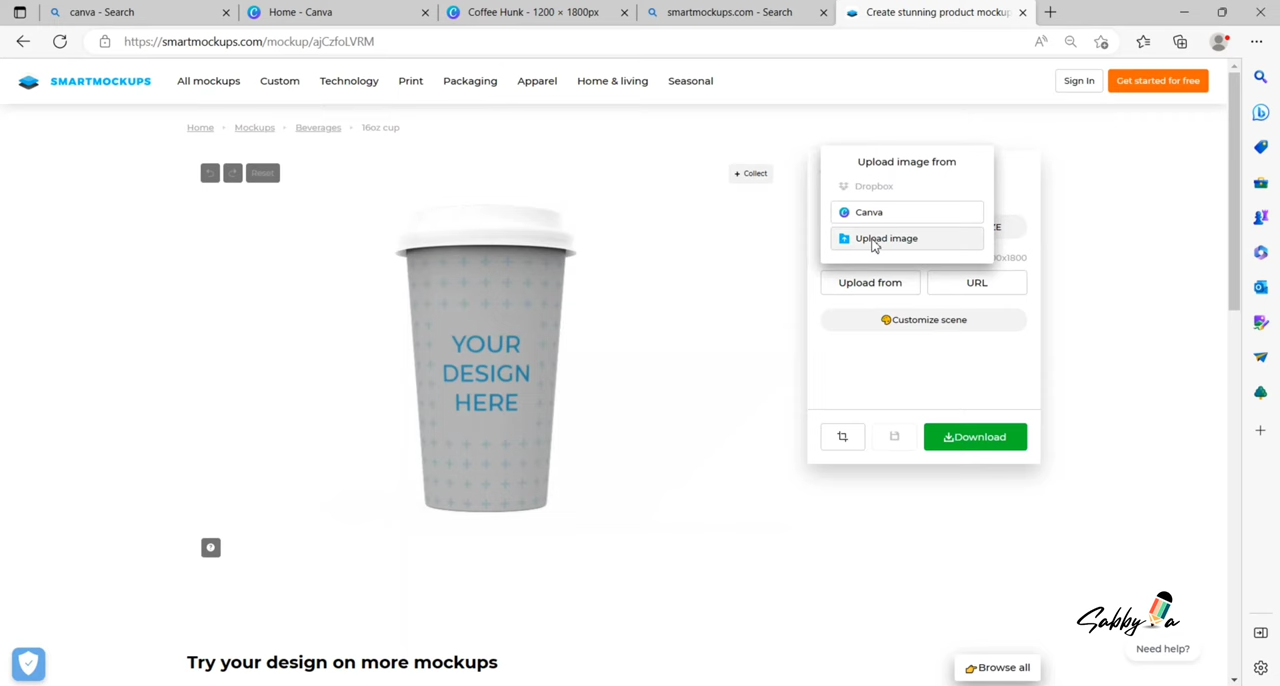 canva - Search
Home - Canva
Coffee Hunk - 1200 × 1800px
smartmockups.com - Search
Create stunning product mockup
https://smartmockups.com/mockup/ajCzfoLVRM
SMARTMOCKUPS
All mockups
Custom
Technology
Print
Packaging
Apparel
Home & living
Seasonal
Sign In
Get started for free
Home
Mockups
Beverages
16oz cup
Reset
+ Collect
Upload image from
Dropbox
Canva
Upload image
ZE
0x1800
Upload from
URL
Customize scene
Download
YOUR
DESIGN
HERE
Sabbyla
Need help?
Try your design on more mockups
Browse all